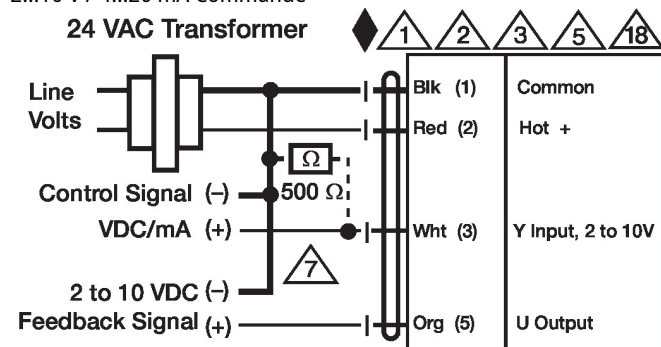 24 VAC Transformer
1 2 3 5 18
Line
Volts
Blk (1) Common
Red (2) Hot +
Ω
500 Ω
Control Signal (–)
VDC/mA (+)
Wht (3) Y Input, 2 to 10V
7
2 to 10 VDC (–)
Feedback Signal (+)
Org (5) U Output